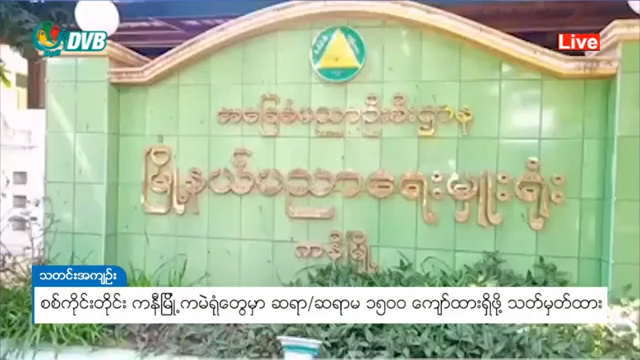 DVB
Live
အခြေခံပညာဦးစီးဌာန
မြို့နယ်ပညာရေးမှူးရုံး
ကနီမြို့
သတင်းအကျဉ်း
စစ်ကိုင်းတိုင်း ကနီမြို့ ကမဲရုံတွေမှာ ဆရာ/ဆရာမ ၁၅၀၀ ကျော်ထားရှိဖို့ သတ်မှတ်ထား